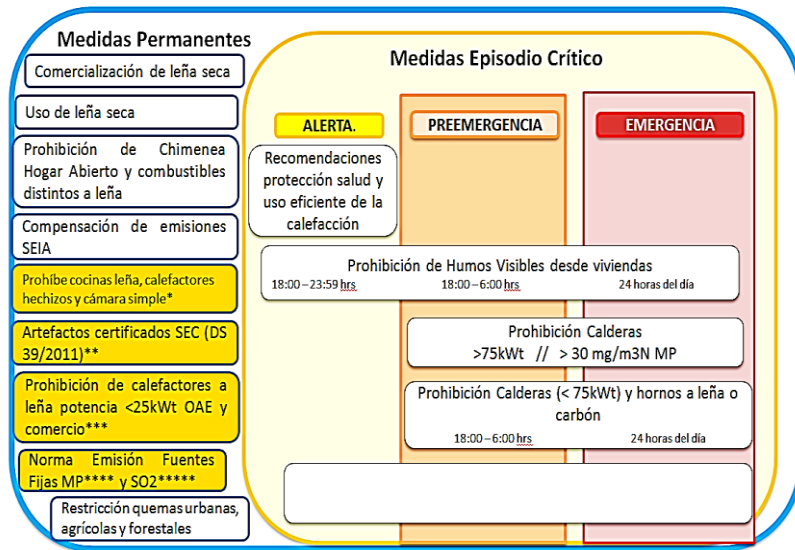 Medidas Permanentes
Comercialización de leña seca
Uso de leña seca
Prohibición de Chimenea
Hogar Abierto y combustibles
distintos a leña
Compensación de emisiones
SEIA
Prohíbe cocinas leña, calefactores
hechizos y cámara simple*
Artefactos certificados SEC (DS
39/2011)**
Prohibición de calefactores a
leña potencia <25kWt OAE y
comercio***
Norma Emisión Fuentes
Fijas MP**** y SO2*****
Restricción quemas urbanas,
agrícolas y forestales
Medidas Episodio Crítico
ALERTA.
PREEMERGENCIA
EMERGENCIA
Recomendaciones
protección salud y
uso eficiente de la
calefacción
Prohibición de Humos Visibles desde viviendas
18:00 – 23:59 hrs
18:00 – 6:00 hrs
24 horas del día
Prohibición Calderas
>75kWt // > 30 mg/m3N MP
Prohibición Calderas (< 75kWt) y hornos a leña o
carbón
18:00 – 6:00 hrs
24 horas del día